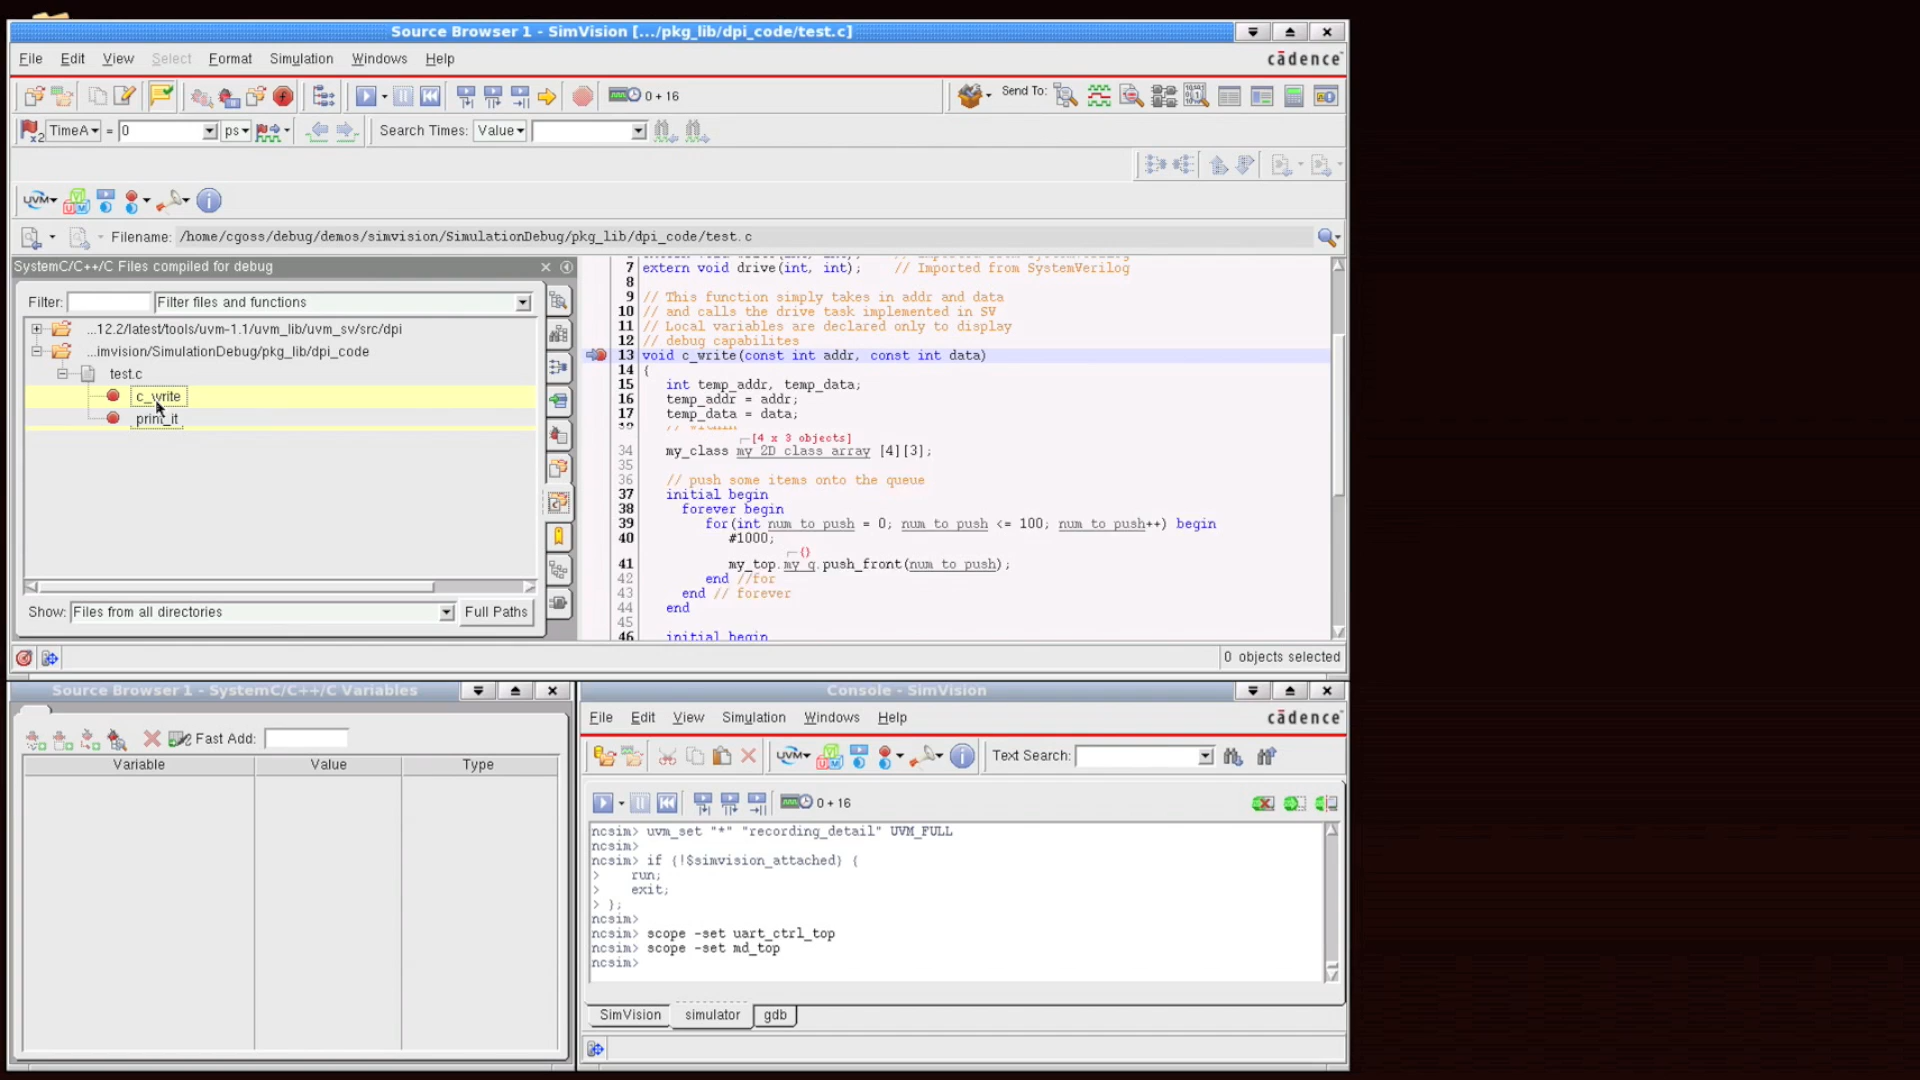 Source Browser 1 - SimVision [.../pkg_lib/dpi_code/test.c]
File Edit View Select Format Simulation Windows Help
cādence
0 + 16
Send To:
TimeA = 0 ps
Search Times: Value
UVM
Filename: /home/cgoss/debug/demos/simvision/SimulationDebug/pkg_lib/dpi_code/test.c
SystemC/C++/C Files compiled for debug
Filter: Filter files and functions
...12.2/latest/tools/uvm-1.1/uvm_lib/uvm_sv/src/dpi
...imvision/SimulationDebug/pkg_lib/dpi_code
test.c
c_write
print_it
Show: Files from all directories Full Paths
7 extern void drive(int, int); // Imported from SystemVerilog
8
9 // This function simply takes in addr and data
10 // and calls the drive task implemented in SV
11 // Local variables are declared only to display
12 // debug capabilites
13 void c_write(const int addr, const int data)
14 {
15 int temp_addr, temp_data;
16 temp_addr = addr;
17 temp_data = data;
[4 x 3 objects]
34 my_class my_2D_class_array [4][3];
35
36 // push some items onto the queue
37 initial begin
38 forever begin
39 for(int num_to_push = 0; num_to_push <= 100; num_to_push++) begin
40 #1000;
{}
41 my_top.my_q.push_front(num_to_push);
42 end //for
43 end // forever
44 end
45
46 initial begin
0 objects selected
Source Browser 1 - SystemC/C++/C Variables
Fast Add:
Variable Value Type
Console - SimVision
File Edit View Simulation Windows Help
cādence
UVM
Text Search:
0 + 16
ncsim> uvm_set "*" "recording_detail" UVM_FULL
ncsim>
ncsim> if {!$simvision_attached} {
> run;
> exit;
> };
ncsim>
ncsim> scope -set uart_ctrl_top
ncsim> scope -set md_top
ncsim>
SimVision simulator gdb